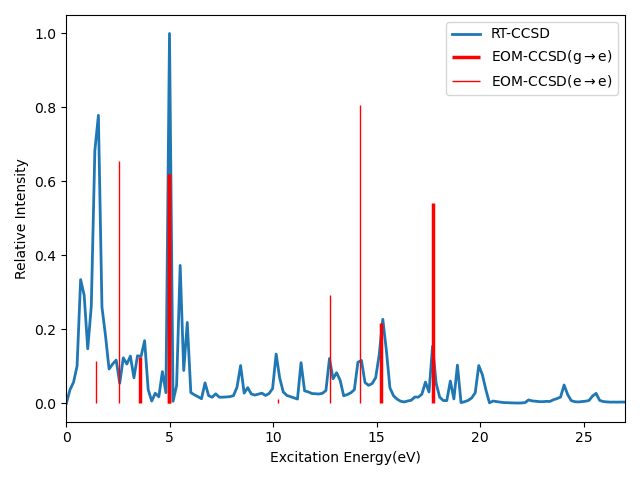 RT-CCSD
EOM-CCSD(g→e)
EOM-CCSD(e→e)
Relative Intensity
1.0
0.8
0.6
0.4
0.2
0.0
0 5 10 15 20 25
Excitation Energy(eV)